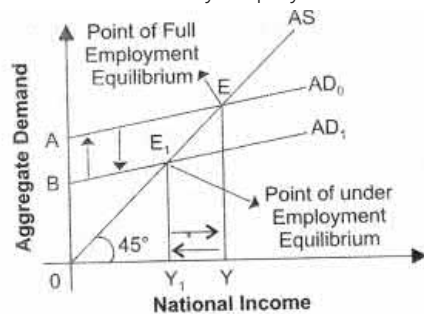 AS
Point of Full
Employment
Equilibrium
E
AD₀
A
E₁
AD₁
B
Point of under
Employment
Equilibrium
45°
0
Y₁
Y
Aggregate Demand
National Income